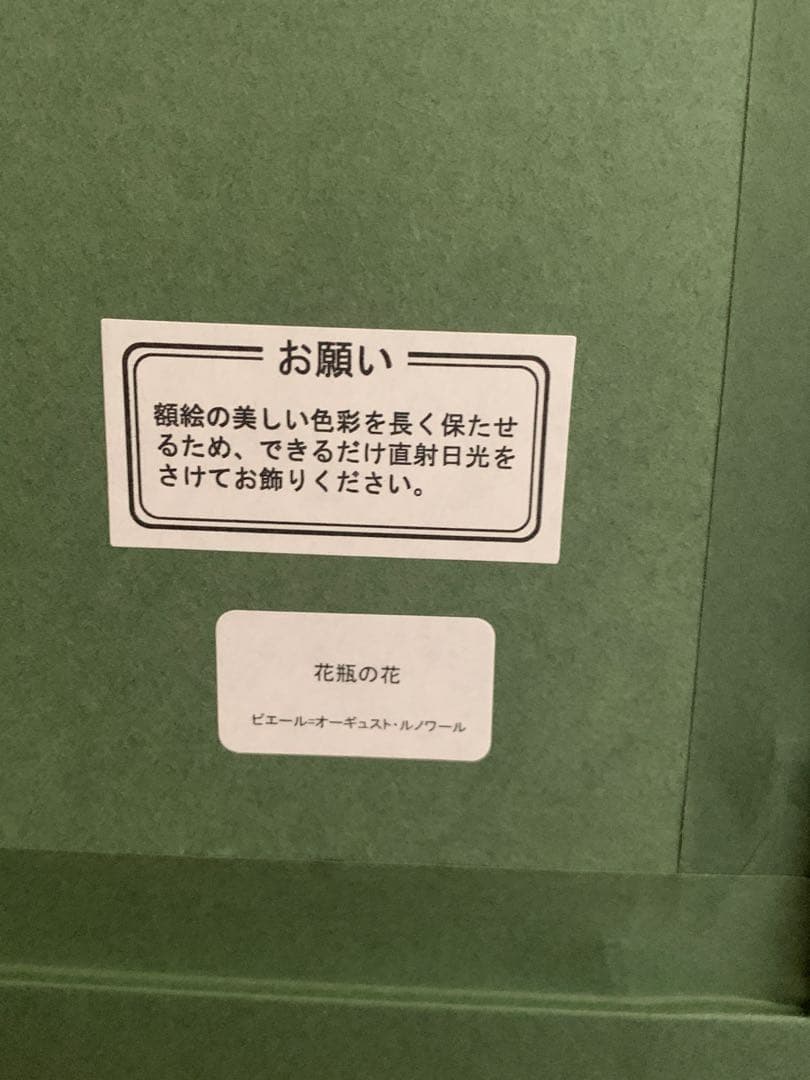 お願い
額絵の美しい色彩を長く保たせ
るため、できるだけ直射日光を
さけてお飾りください。
花瓶の花
ピエール=オーギュスト・ルノワール